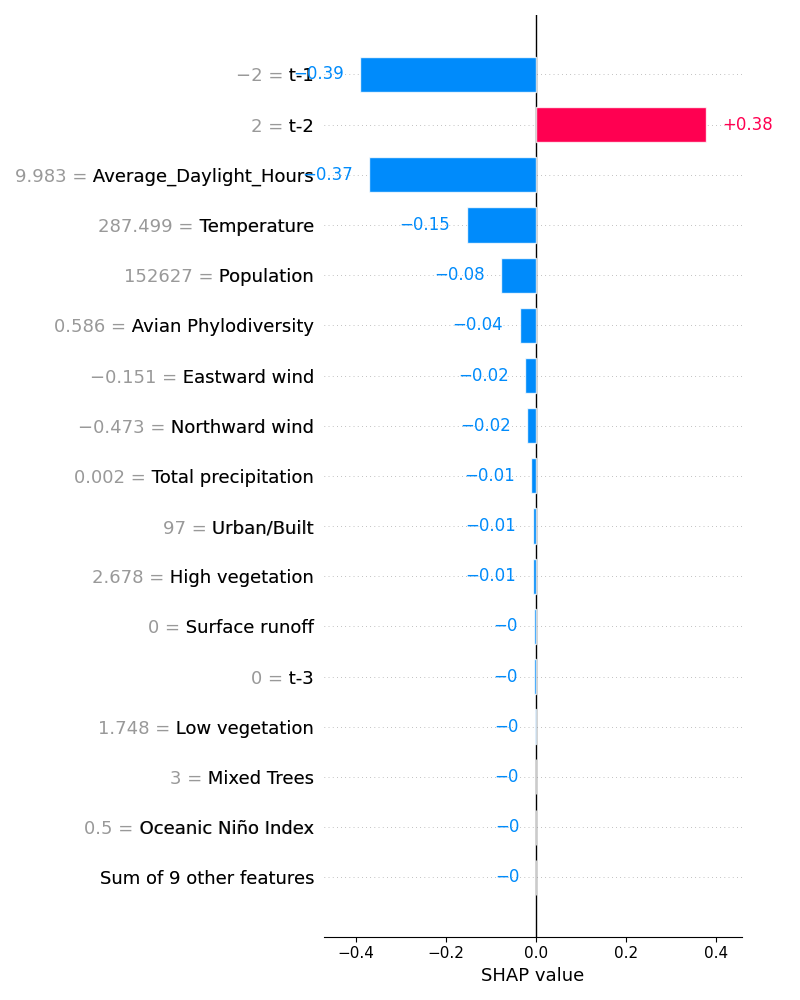 −2 = t-1 −0.39
2 = t-2 +0.38
9.983 = Average_Daylight_Hours −0.37
287.499 = Temperature −0.15
152627 = Population −0.08
0.586 = Avian Phylodiversity −0.04
−0.151 = Eastward wind −0.02
−0.473 = Northward wind −0.02
0.002 = Total precipitation −0.01
97 = Urban/Built −0.01
2.678 = High vegetation −0.01
0 = Surface runoff −0
0 = t-3 −0
1.748 = Low vegetation −0
3 = Mixed Trees −0
0.5 = Oceanic Niño Index −0
Sum of 9 other features −0
−0.4 −0.2 0.0 0.2 0.4
SHAP value